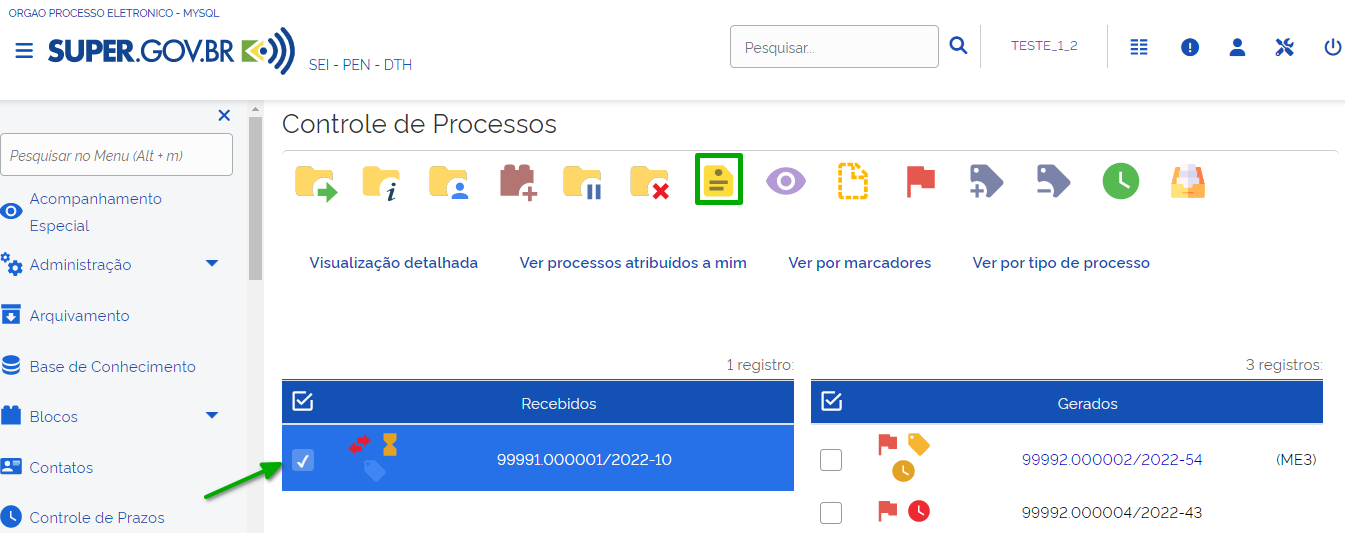 ORGAO PROCESSO ELETRONICO - MYSQL
SUPER.GOV.BR
SEI - PEN - DTH
Pesquisar...
TESTE_1_2
Pesquisar no Menu (Alt + m)
Acompanhamento
Especial
Administração
Arquivamento
Base de Conhecimento
Blocos
Contatos
Controle de Prazos
Controle de Processos
Visualização detalhada
Ver processos atribuídos a mim
Ver por marcadores
Ver por tipo de processo
1 registro:
Recebidos
99991.000001/2022-10
3 registros:
Gerados
99992.000002/2022-54 (ME3)
99992.000004/2022-43